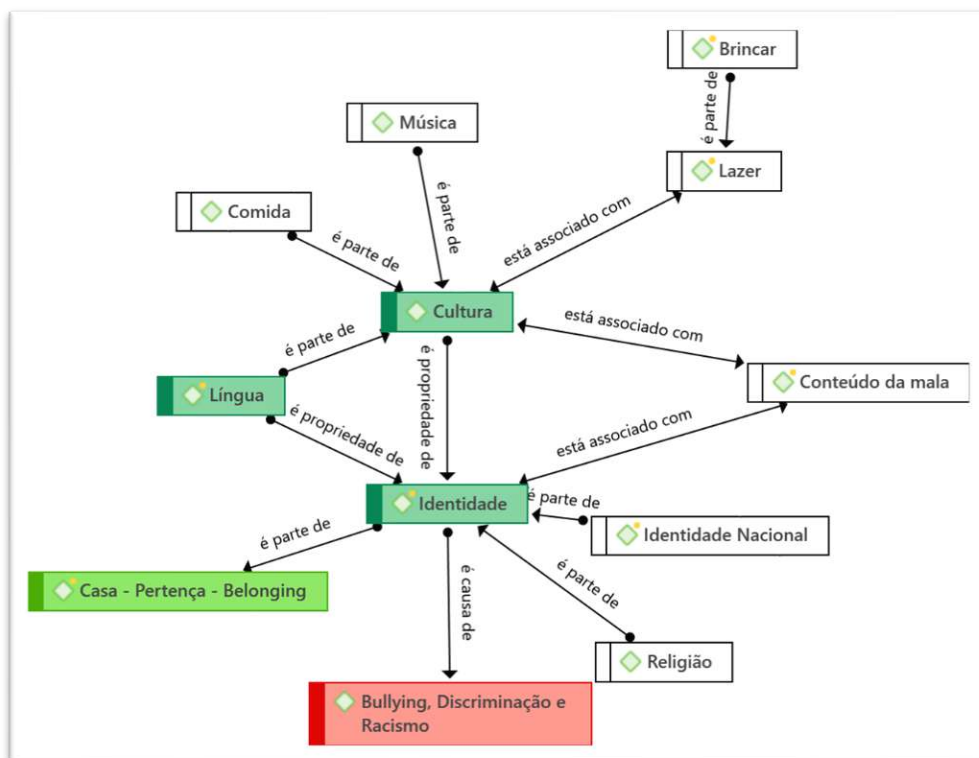 Brincar
é parte de
Música
Lazer
é parte de
está associado com
Comida
é parte de
Cultura
está associado com
é parte de
é propriedade de
Conteúdo da mala
Língua
é propriedade de
está associado com
Identidade
é parte de
Identidade Nacional
é parte de
é parte de
Casa - Pertença - Belonging
é causa de
Religião
Bullying, Discriminação e
Racismo